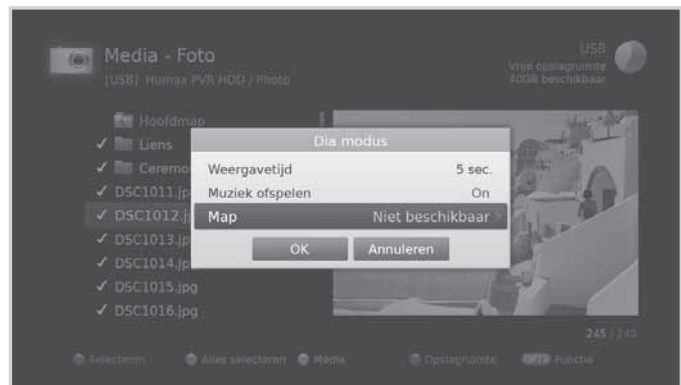 Media - Foto
[USB] Humax PVR HDD / Photo
USB
Vrije opslagruimte
40GB beschikbaar
Hoofdmap
Liens
Ceremo
DSC1011.jp
DSC1012.j
DSC1013.jp
DSC1014.jp
DSC1015.jpg
DSC1016.jpg
Dia modus
Weergavetijd 5 sec.
Muziek ofspelen On
Map Niet beschikbaar
OK Annuleren
245 / 245
Selecteren Alles selecteren Media Opslagruimte OPT+ Functie